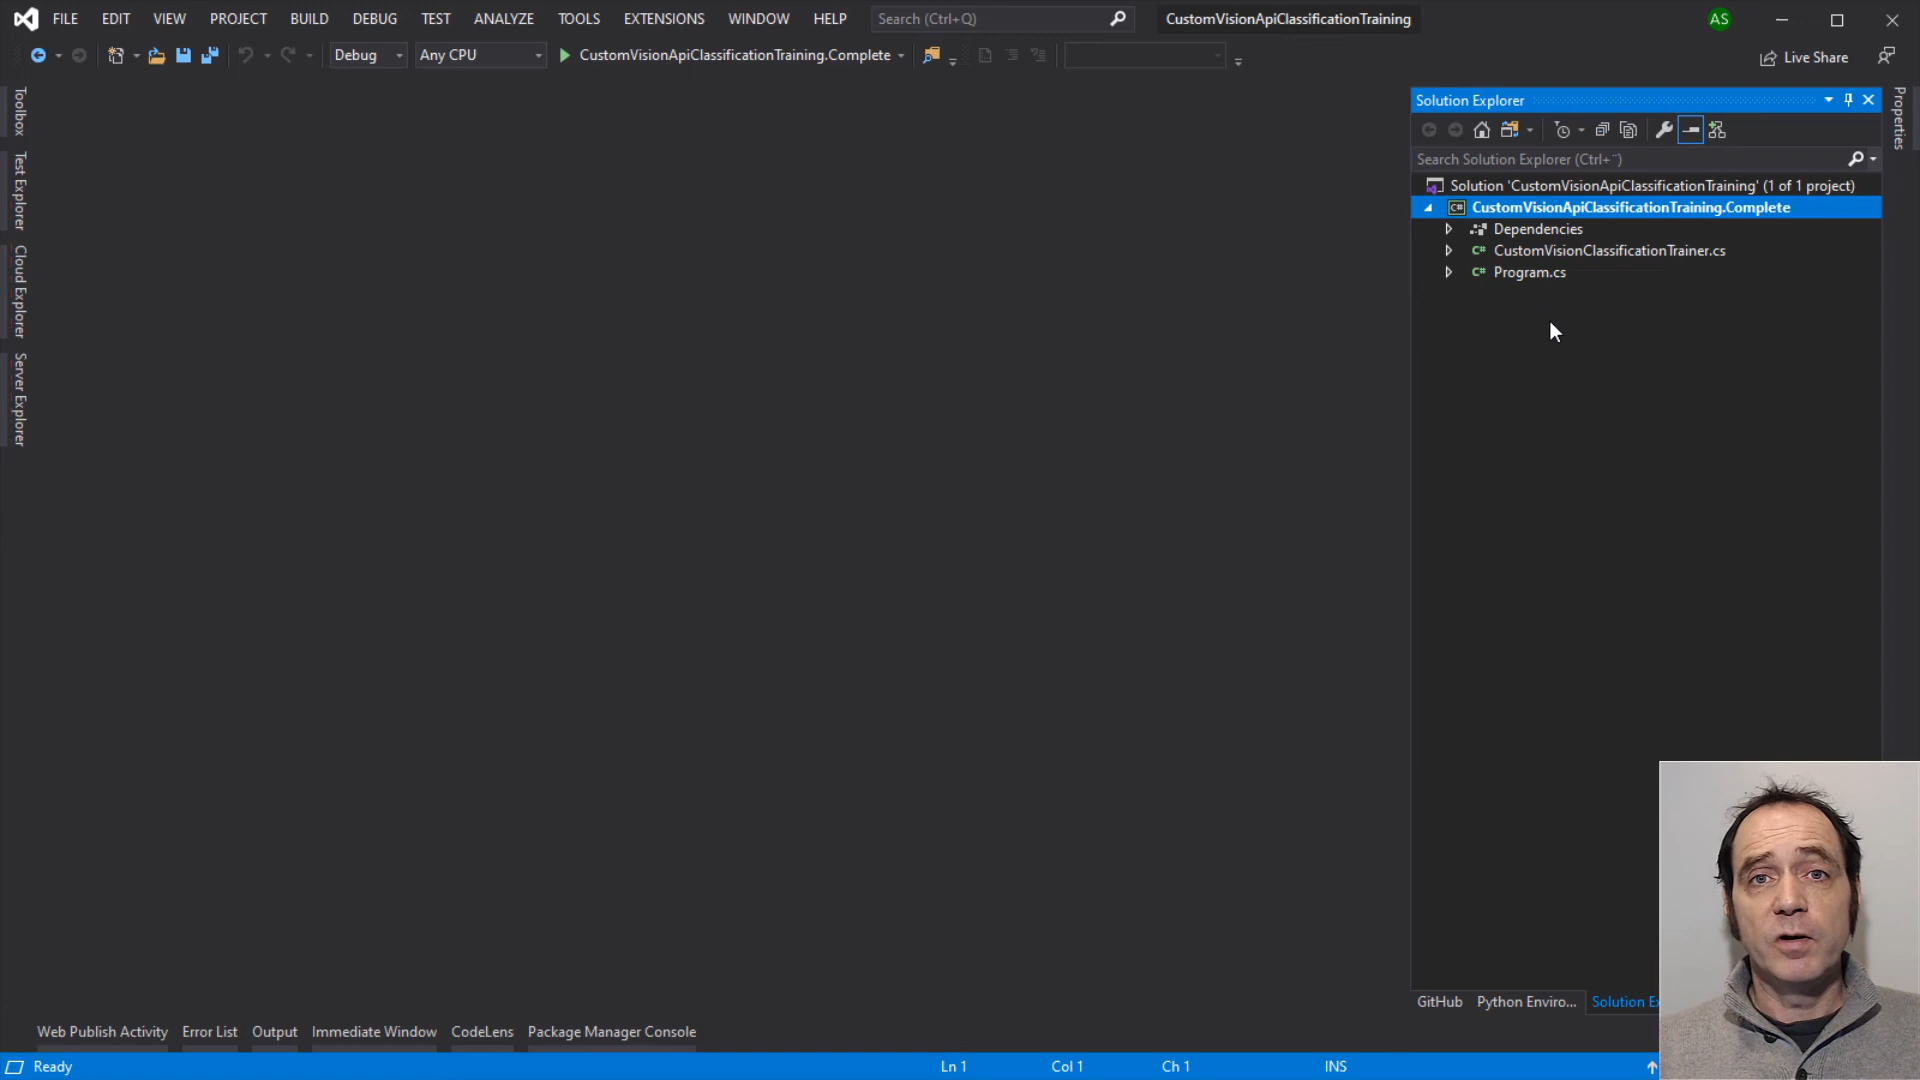 FILE EDIT VIEW PROJECT BUILD DEBUG TEST ANALYZE TOOLS EXTENSIONS WINDOW HELP Search (Ctrl+Q) CustomVisionApiClassificationTraining AS
Debug Any CPU CustomVisionApiClassificationTraining.Complete Live Share
Toolbox
Test Explorer
Cloud Explorer
Server Explorer
Solution Explorer
Search Solution Explorer (Ctrl+¨)
Solution 'CustomVisionApiClassificationTraining' (1 of 1 project)
C# CustomVisionApiClassificationTraining.Complete
Dependencies
C# CustomVisionClassificationTrainer.cs
C# Program.cs
Properties
GitHub Python Enviro... Solution Ex
Web Publish Activity Error List Output Immediate Window CodeLens Package Manager Console
Ready Ln 1 Col 1 Ch 1 INS